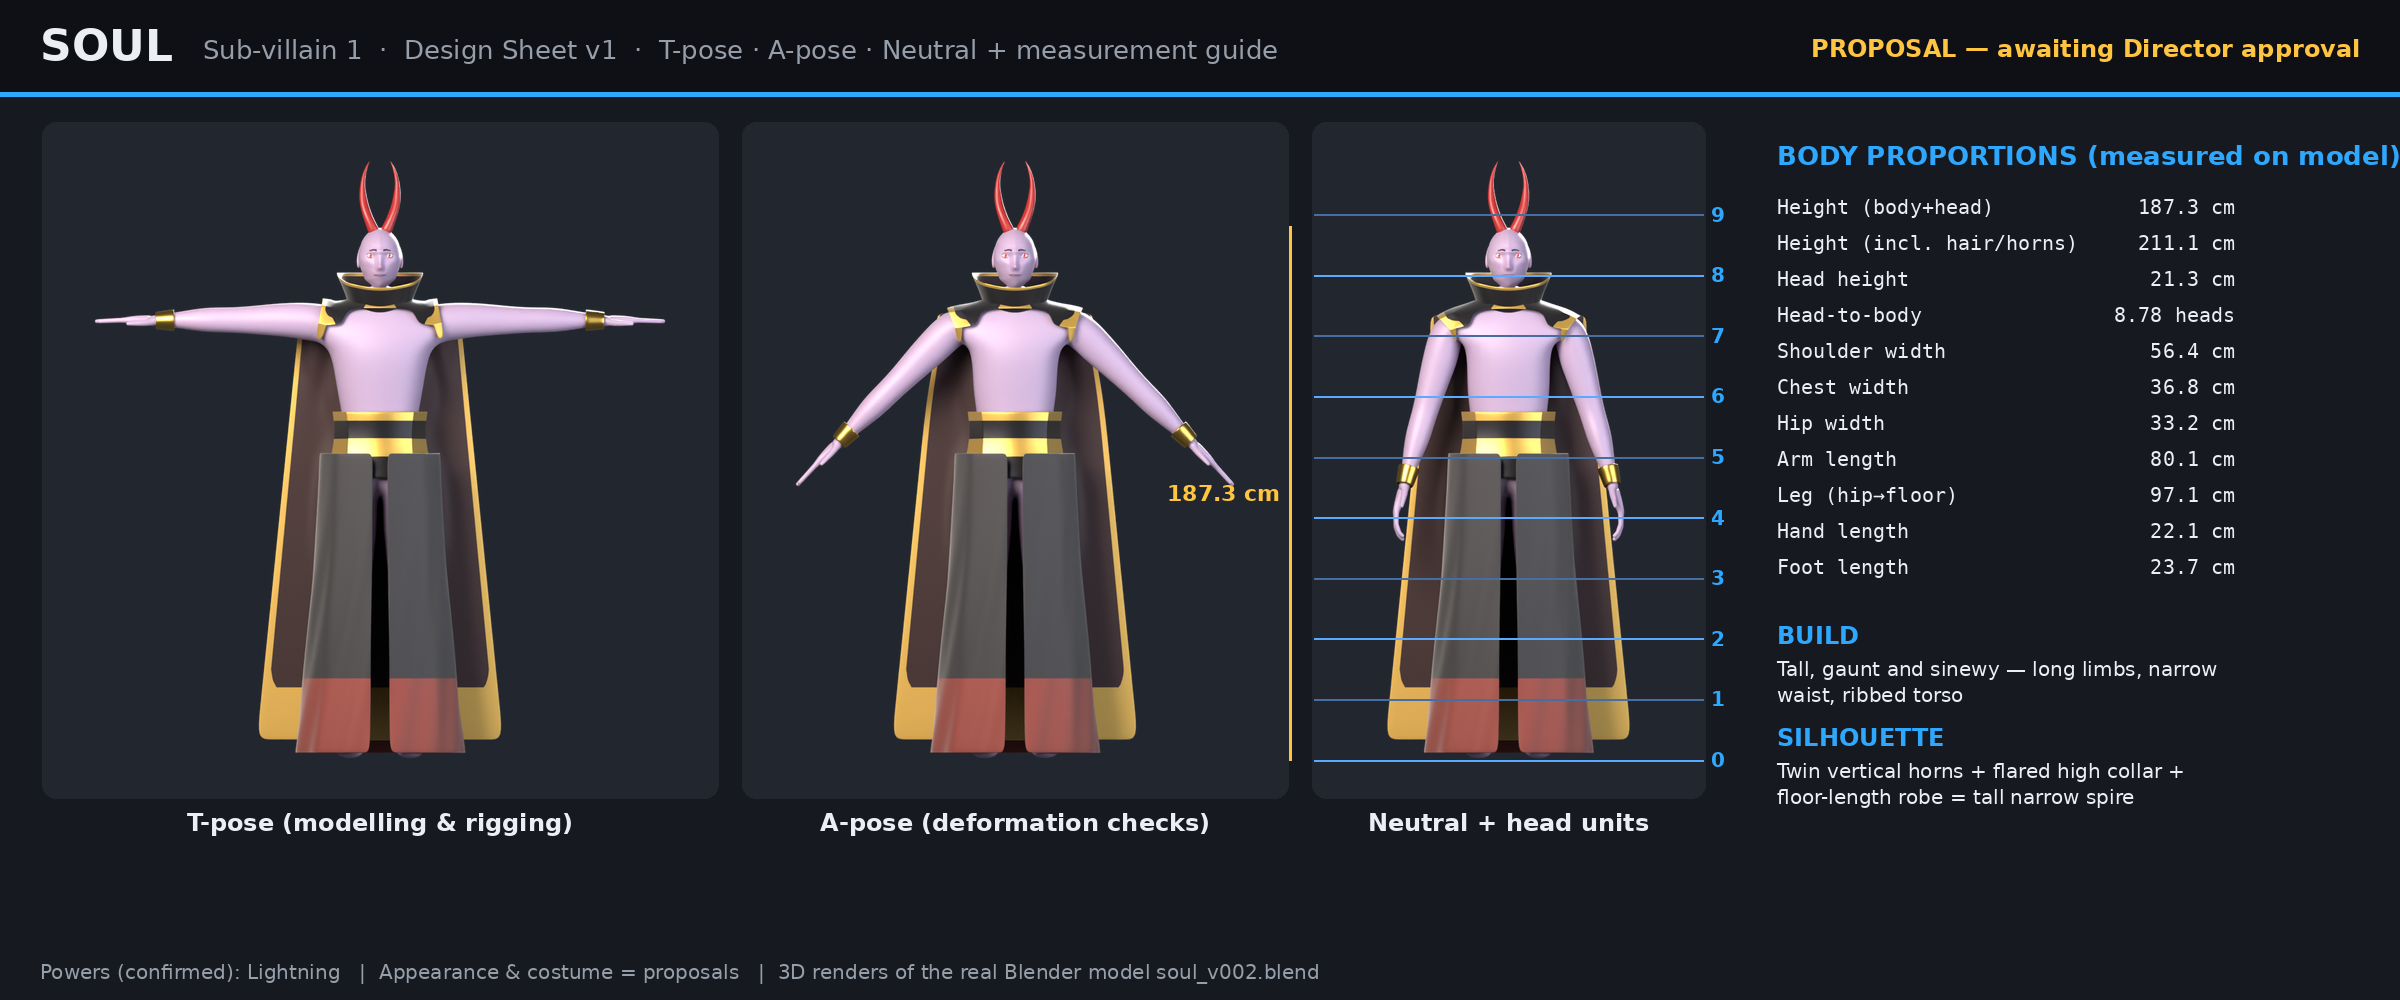 SOUL Sub-villain 1 · Design Sheet v1 · T-pose · A-pose · Neutral + measurement guide
PROPOSAL — awaiting Director approval
187.3 cm
9
8
7
6
5
4
3
2
1
0
T-pose (modelling & rigging)
A-pose (deformation checks)
Neutral + head units
BODY PROPORTIONS (measured on model)
Height (body+head) 187.3 cm
Height (incl. hair/horns) 211.1 cm
Head height 21.3 cm
Head-to-body 8.78 heads
Shoulder width 56.4 cm
Chest width 36.8 cm
Hip width 33.2 cm
Arm length 80.1 cm
Leg (hip→floor) 97.1 cm
Hand length 22.1 cm
Foot length 23.7 cm
BUILD
Tall, gaunt and sinewy — long limbs, narrow
waist, ribbed torso
SILHOUETTE
Twin vertical horns + flared high collar +
floor-length robe = tall narrow spire
Powers (confirmed): Lightning | Appearance & costume = proposals | 3D renders of the real Blender model soul_v002.blend